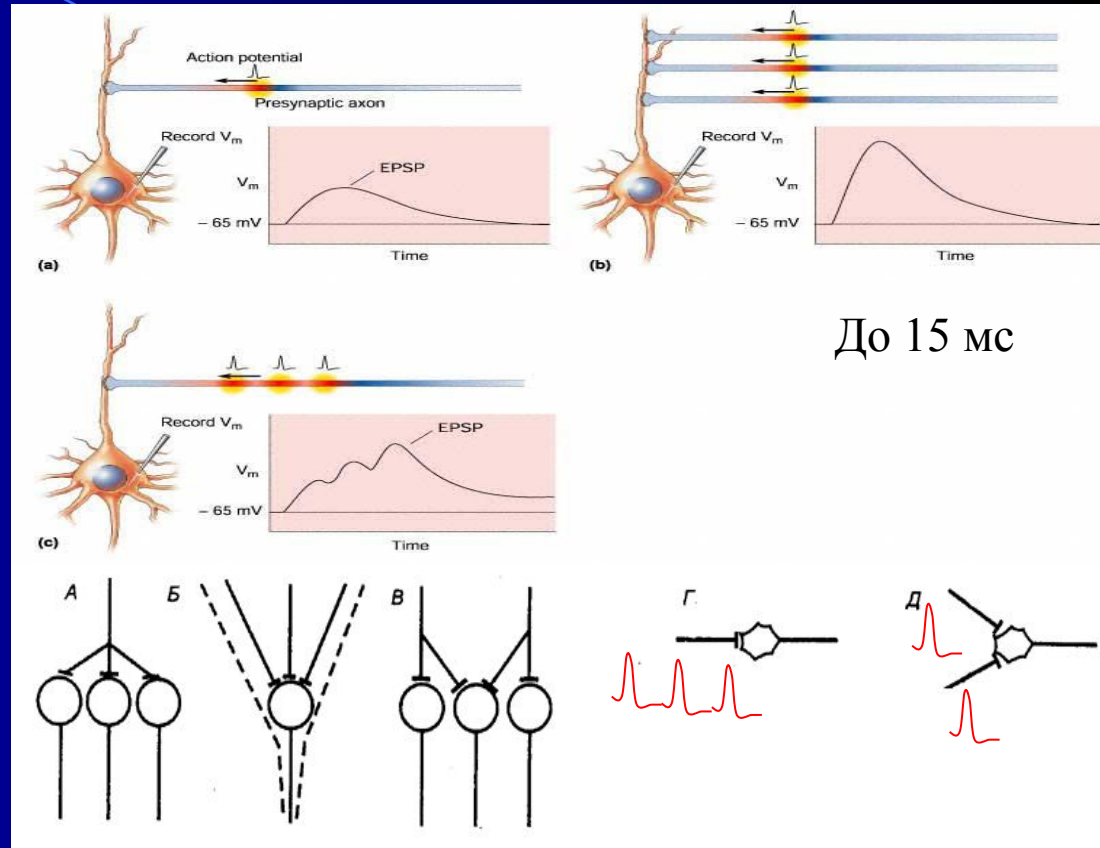 Action potential
Presynaptic axon
Record Vm
EPSP
Vm
– 65 mV
Time
(a)
Record Vm
Vm
– 65 mV
Time
(b)
До 15 мс
Record Vm
EPSP
Vm
– 65 mV
Time
(c)
А
Б
В
Г
Д